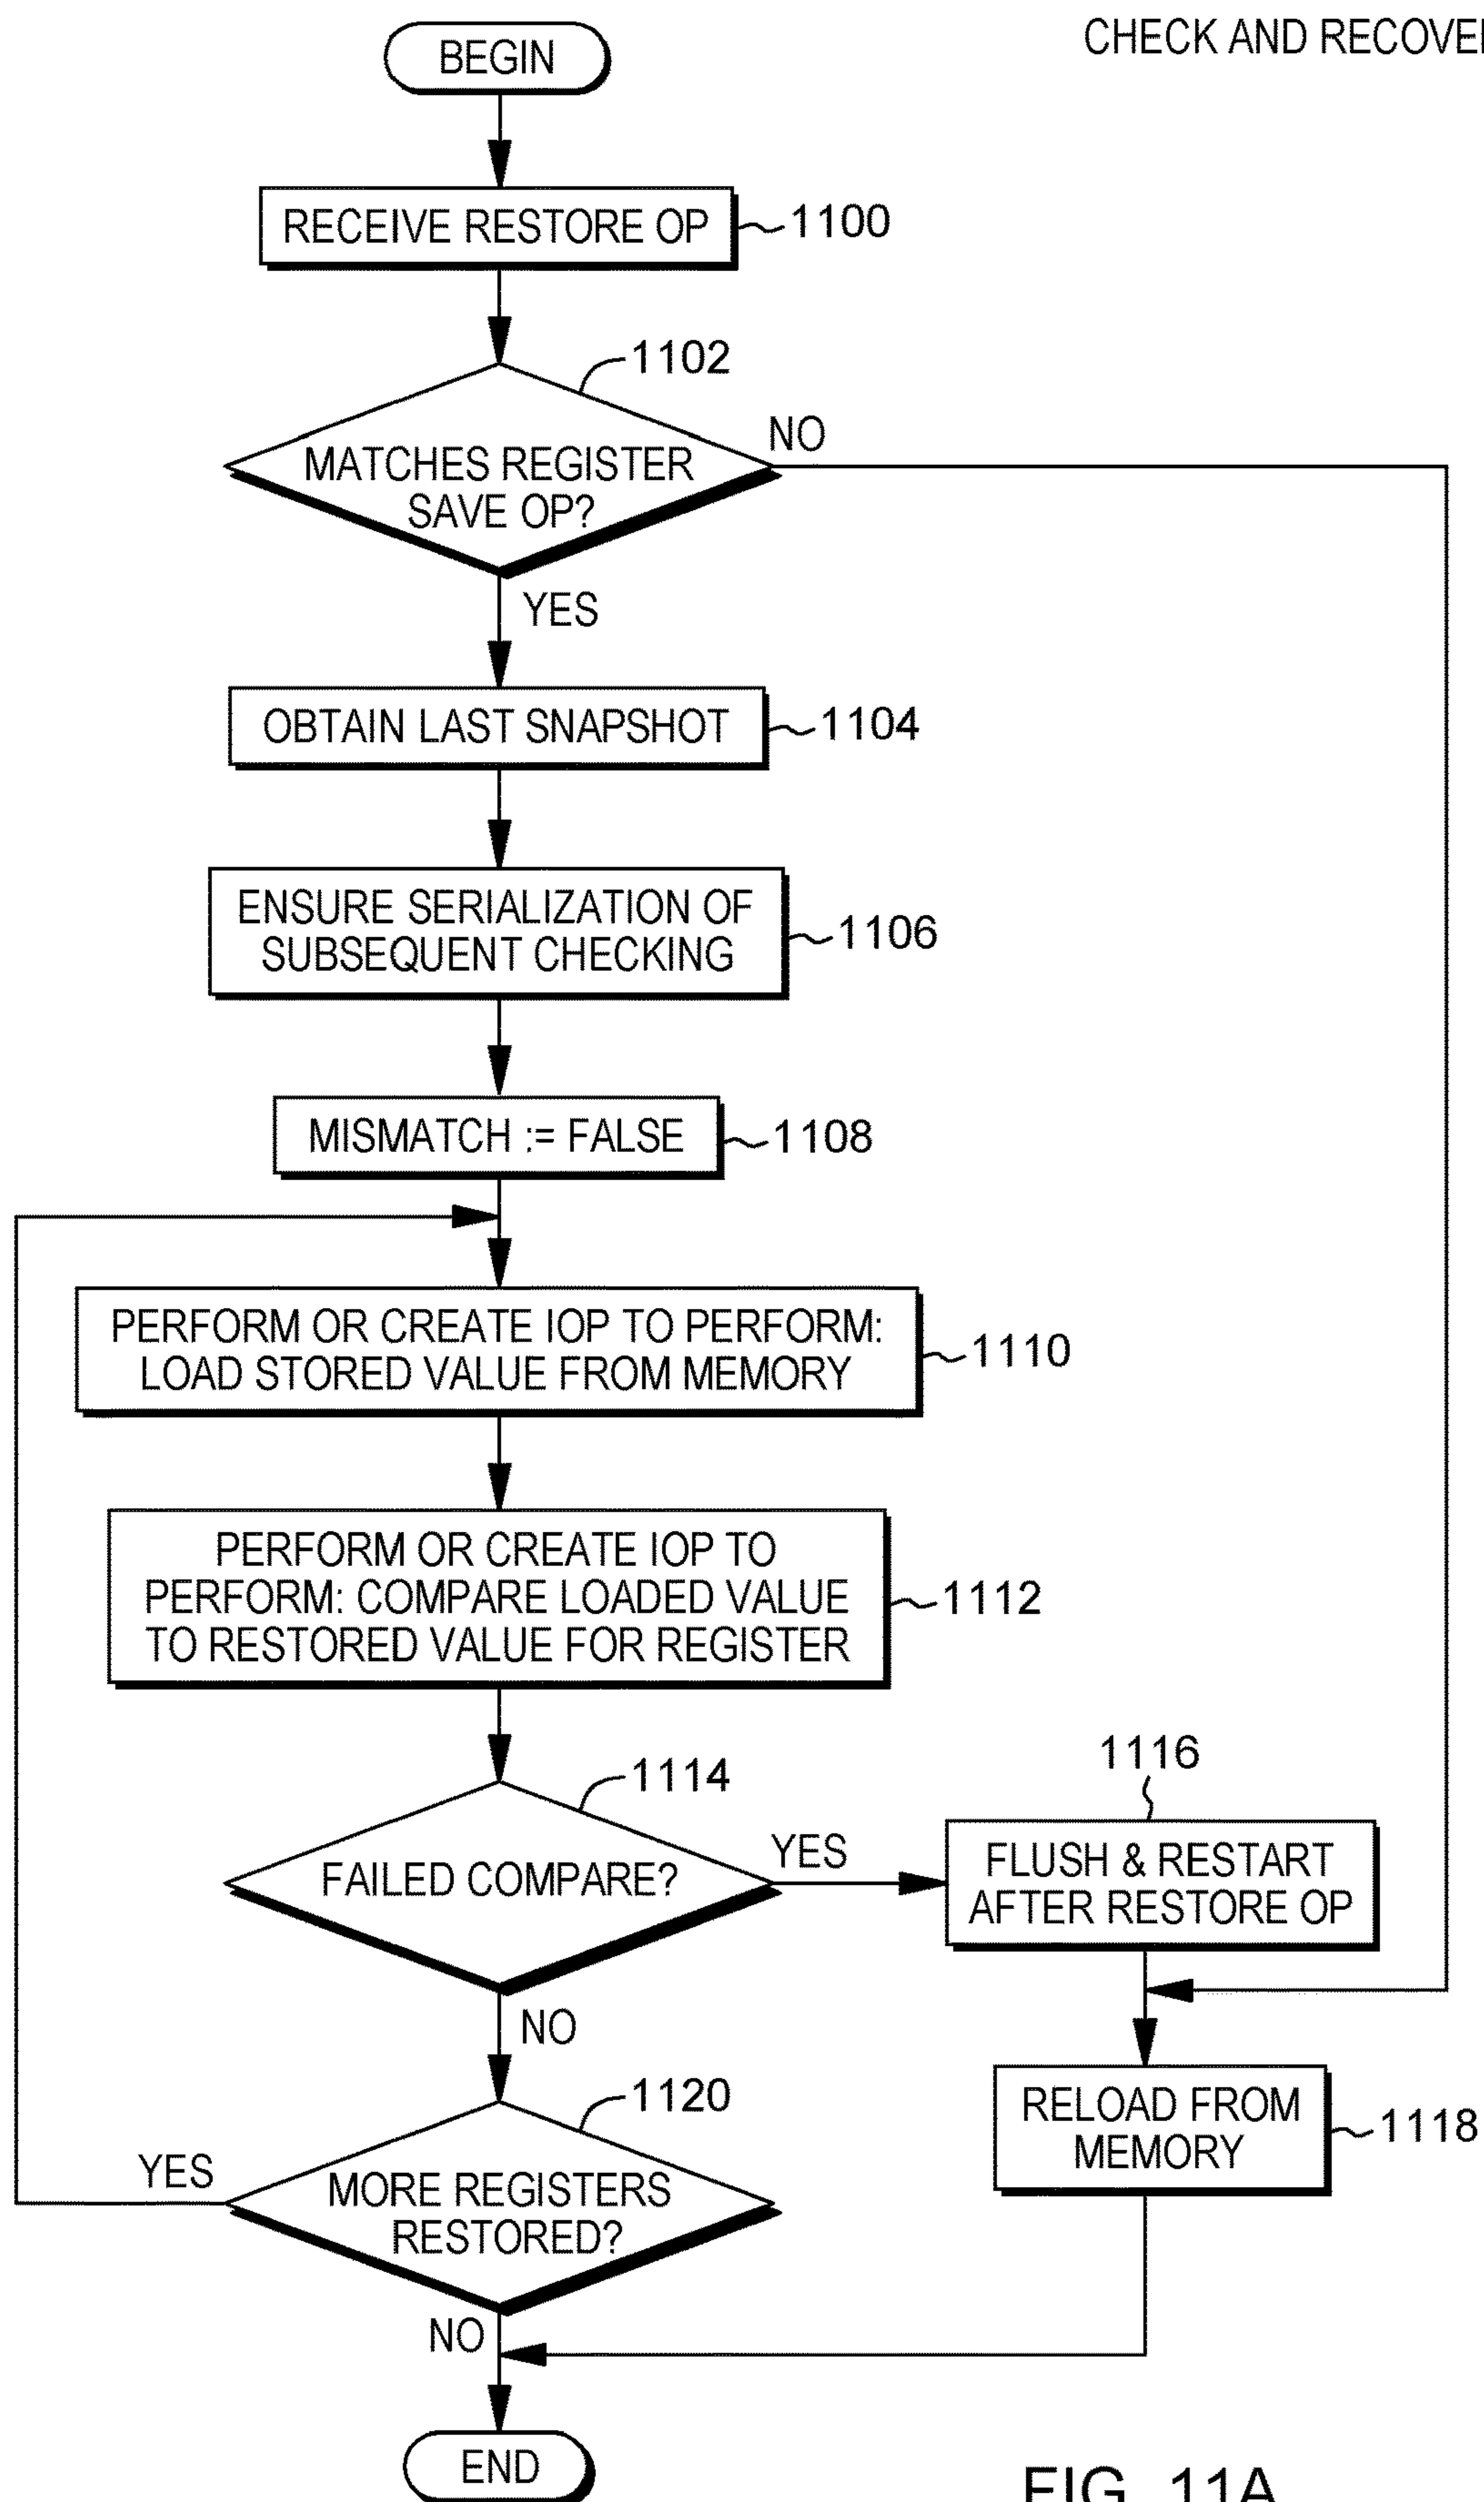 CHECK AND RECOVE
BEGIN
RECEIVE RESTORE OP
1100
1102
MATCHES REGISTER
SAVE OP?
NO
YES
OBTAIN LAST SNAPSHOT
1104
ENSURE SERIALIZATION OF
SUBSEQUENT CHECKING
1106
MISMATCH := FALSE
1108
PERFORM OR CREATE IOP TO PERFORM:
LOAD STORED VALUE FROM MEMORY
1110
PERFORM OR CREATE IOP TO
PERFORM: COMPARE LOADED VALUE
TO RESTORED VALUE FOR REGISTER
1112
1114
FAILED COMPARE?
YES
1116
FLUSH & RESTART
AFTER RESTORE OP
NO
1120
MORE REGISTERS
RESTORED?
YES
RELOAD FROM
MEMORY
1118
NO
END
FIG. 11A